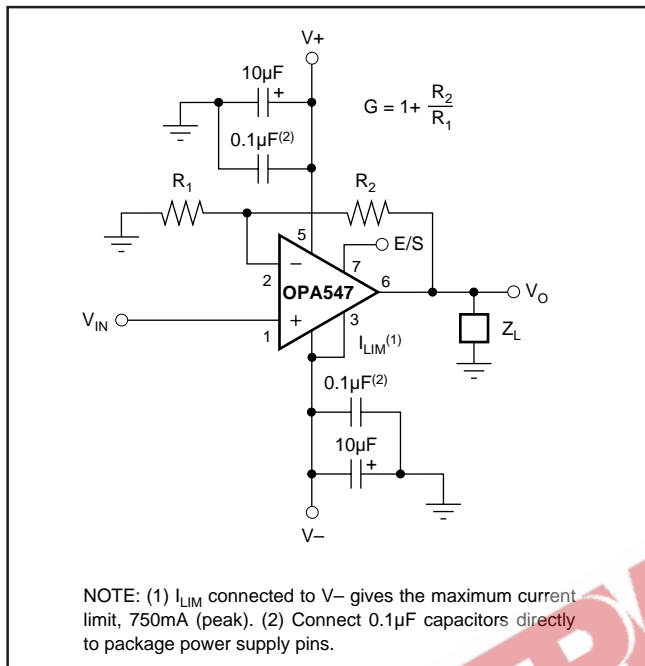 V+
10µF
+
G = 1+ R2
R1
0.1µF(2)
R1
R2
5
E/S
7
2
–
OPA547
6
VO
VIN
+
1
3
ZL
ILIM(1)
0.1µF(2)
10µF
+
V–
NOTE: (1) ILIM connected to V– gives the maximum current
limit, 750mA (peak). (2) Connect 0.1µF capacitors directly
to package power supply pins.